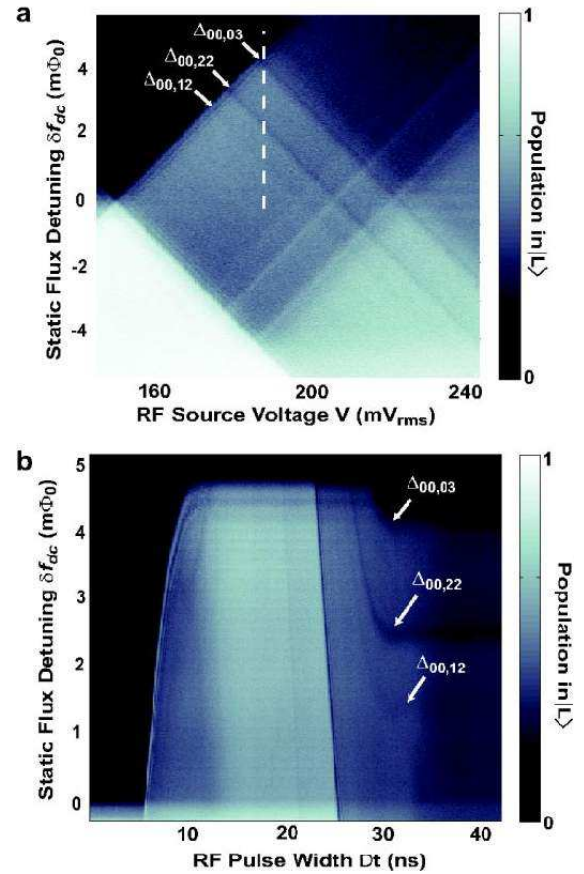 a
Δ00,03
Δ00,22
Δ00,12
Static Flux Detuning δfdc (mΦ0)
4
2
0
-2
-4
160
200
240
RF Source Voltage V (mVrms)
1
Population in|L⟩
0
b
Δ00,03
Δ00,22
Δ00,12
Static Flux Detuning δfdc (mΦ0)
5
4
3
2
1
0
10
20
30
40
RF Pulse Width Dt (ns)
1
Population in|L⟩
0